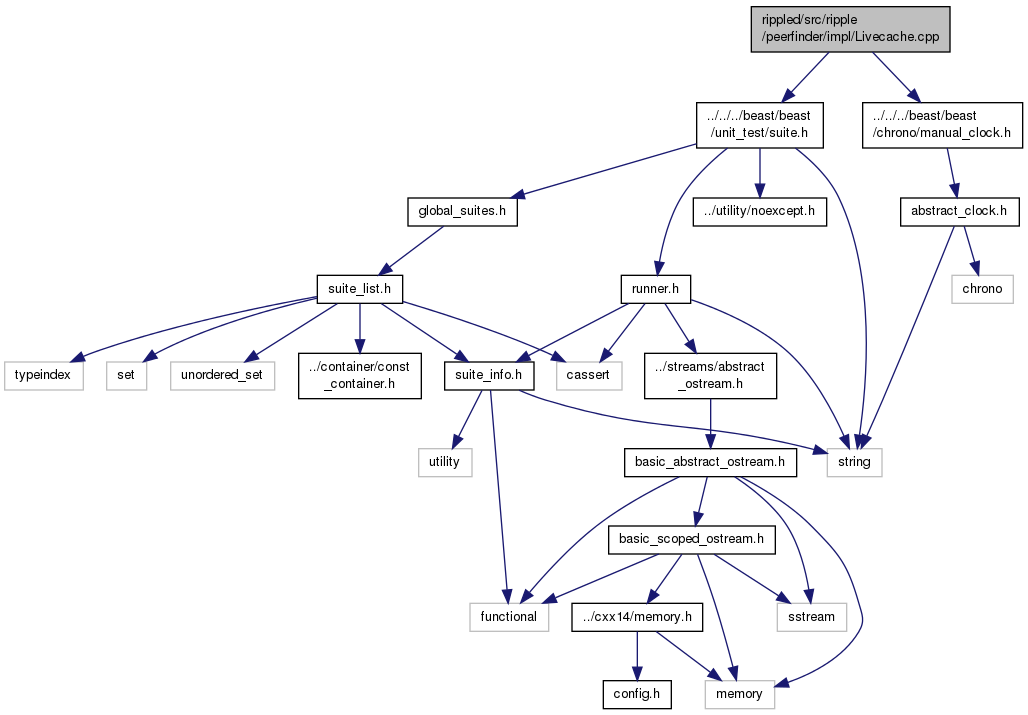 rippled/src/ripple
/peerfinder/impl/Livecache.cpp
../../../beast/beast
/unit_test/suite.h
../../../beast/beast
/chrono/manual_clock.h
global_suites.h
../utility/noexcept.h
abstract_clock.h
suite_list.h
runner.h
chrono
typeindex
set
unordered_set
../container/const
_container.h
suite_info.h
cassert
../streams/abstract
_ostream.h
utility
basic_abstract_ostream.h
string
basic_scoped_ostream.h
functional
../cxx14/memory.h
sstream
config.h
memory